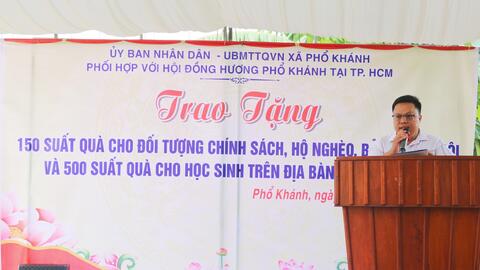 ỦY BAN NHÂN DÂN - UBMTTQVN XÃ PHỔ KHÁNH
PHỐI HỢP VỚI HỘI ĐỒNG HƯƠNG PHỔ KHÁNH TẠI TP. HCM
Trao Tặng
150 SUẤT QUÀ CHO ĐỐI TƯỢNG CHÍNH SÁCH, HỘ NGHÈO,
VÀ 500 SUẤT QUÀ CHO HỌC SINH TRÊN ĐỊA BÀN
Phổ Khánh, ngày